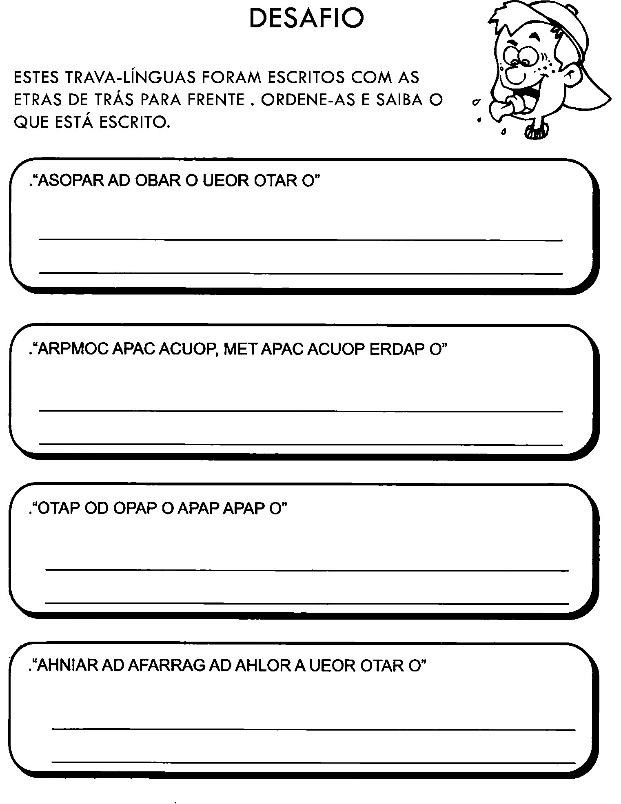 DESAFIO
ESTES TRAVA-LÍNGUAS FORAM ESCRITOS COM AS
ETRAS DE TRÁS PARA FRENTE . ORDENE-AS E SAIBA O
QUE ESTÁ ESCRITO.
.“ASOPAR AD OBAR O UEOR OTAR O”
.“ARPMOC APAC ACUOP, MET APAC ACUOP ERDAP O”
.“OTAP OD OPAP O APAP APAP O”
.“AHNIAR AD AFARRAG AD AHLOR A UEOR OTAR O”